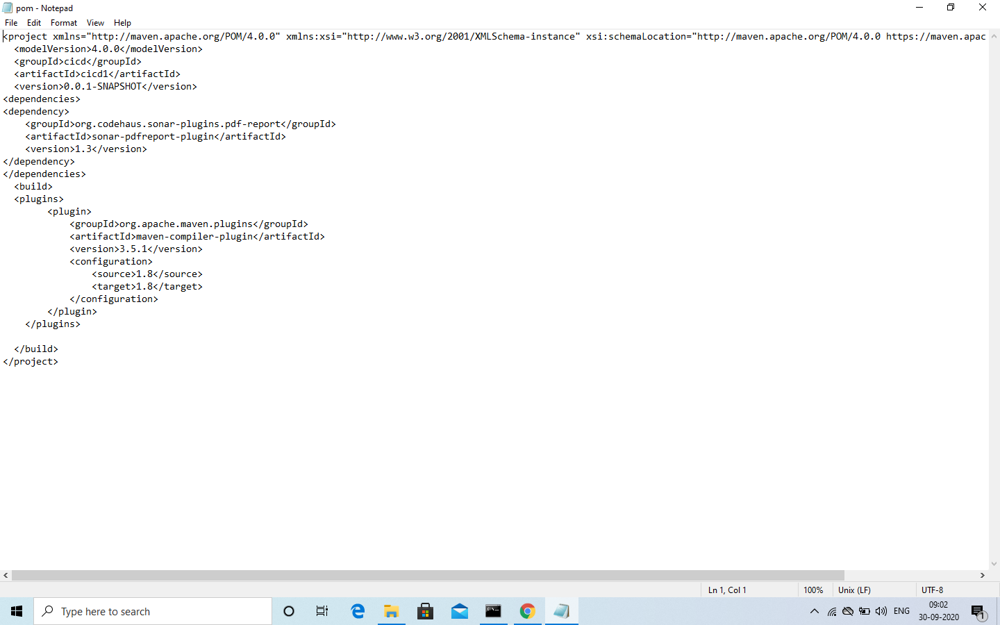 pom - Notepad
File Edit Format View Help
<project xmlns="http://maven.apache.org/POM/4.0.0" xmlns:xsi="http://www.w3.org/2001/XMLSchema-instance" xsi:schemaLocation="http://maven.apache.org/POM/4.0.0 https://maven.apac
  <modelVersion>4.0.0</modelVersion>
  <groupId>cicd</groupId>
  <artifactId>cicd1</artifactId>
  <version>0.0.1-SNAPSHOT</version>
<dependencies>
<dependency>
    <groupId>org.codehaus.sonar-plugins.pdf-report</groupId>
    <artifactId>sonar-pdfreport-plugin</artifactId>
    <version>1.3</version>
</dependency>
</dependencies>
  <build>
  <plugins>
        <plugin>
            <groupId>org.apache.maven.plugins</groupId>
            <artifactId>maven-compiler-plugin</artifactId>
            <version>3.5.1</version>
            <configuration>
                <source>1.8</source>
                <target>1.8</target>
            </configuration>
        </plugin>
    </plugins>
  </build>
</project>
Ln 1, Col 1 100% Unix (LF) UTF-8
Type here to search
ENG
09:02
30-09-2020
1